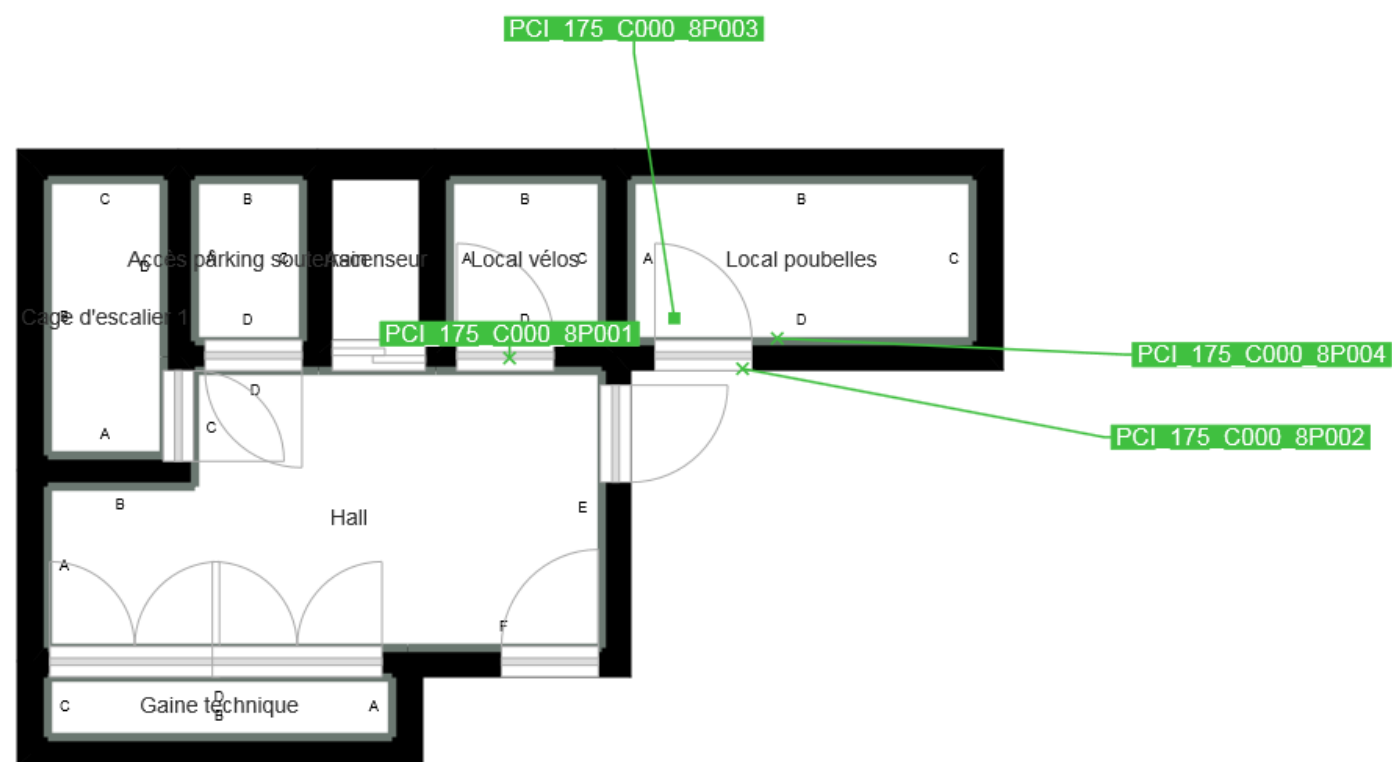 PCI_175_C000_8P003
C
B
B
B
Accès parking souterrain
A
C
Ascenseur
A
Local vélos
C
A
Local poubelles
C
D
Cage d'escalier 1
B
D
D
D
PCI_175_C000_8P001
PCI_175_C000_8P004
D
A
C
PCI_175_C000_8P002
B
Hall
E
A
F
C
Gaine technique
D
B
A